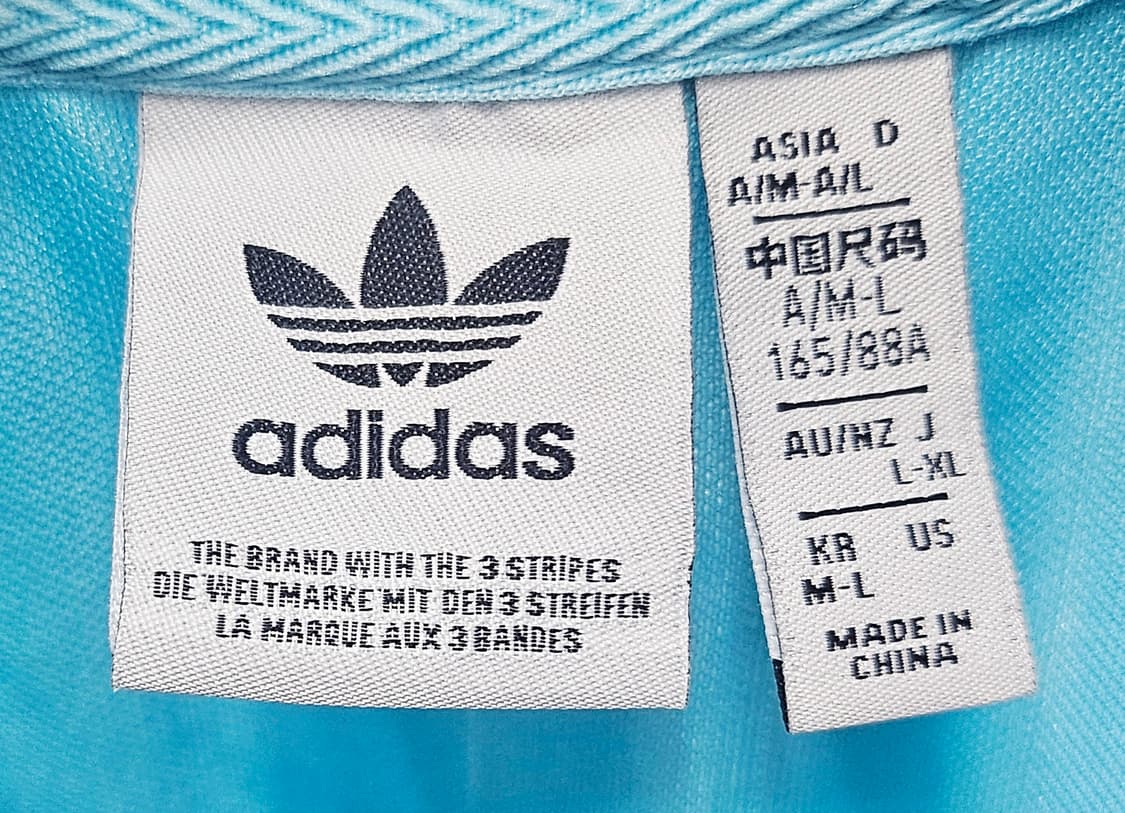 adidas
THE BRAND WITH THE 3 STRIPES
DIE WELTMARKE MIT DEN 3 STREIFEN
LA MARQUE AUX 3 BANDES
ASIA D
A/M-A/L
中国尺码
A/M-L
165/88A
AU/NZ J
L-XL
KR US
M-L
MADE IN
CHINA